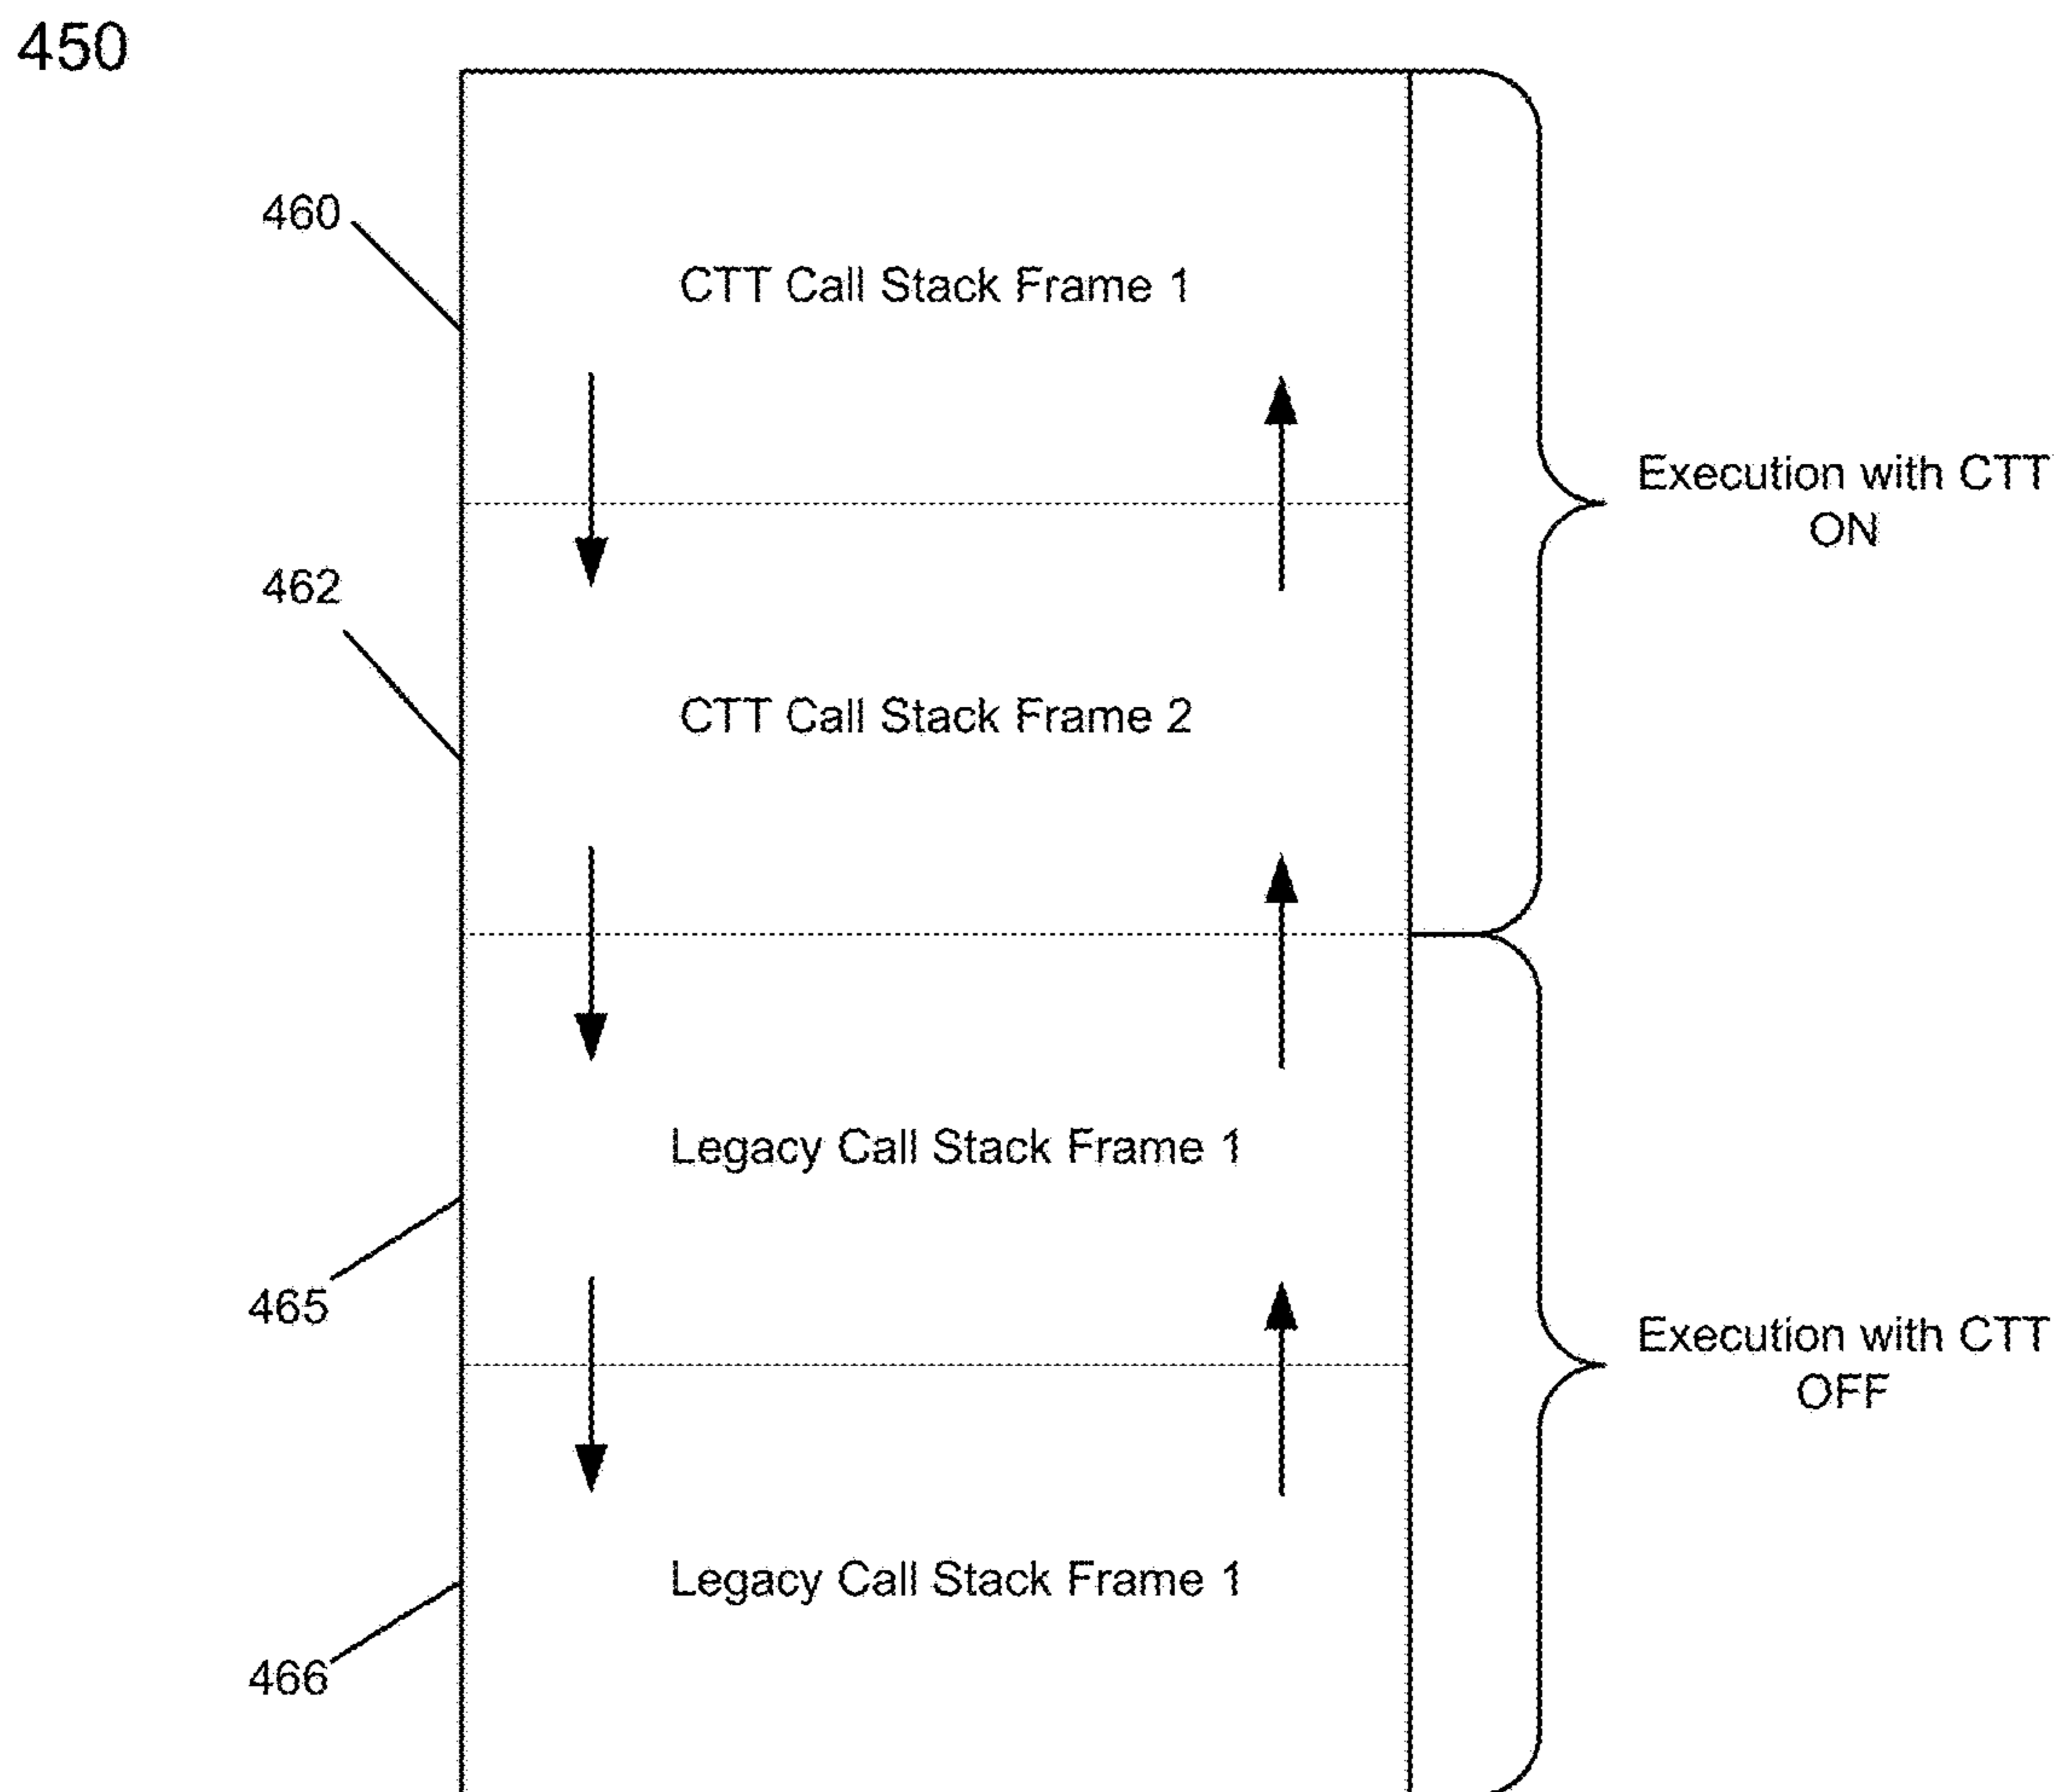 450
460
CTT Call Stack Frame 1
Execution with CTT
ON
462
CTT Call Stack Frame 2
Legacy Call Stack Frame 1
465
Execution with CTT
OFF
Legacy Call Stack Frame 1
466